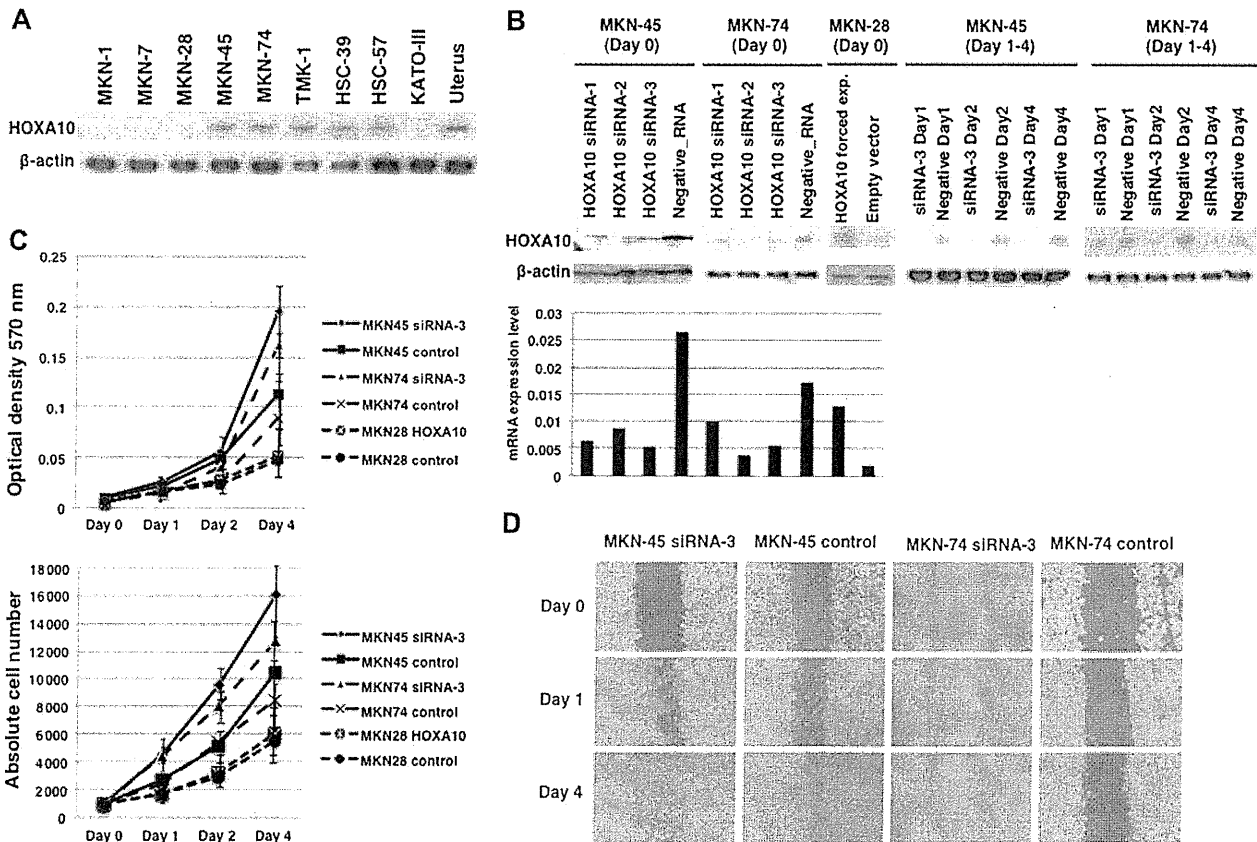 A
MKN-1
MKN-7
MKN-28
MKN-45
MKN-74
TMK-1
HSC-39
HSC-57
KATO-III
Uterus
HOXA10
β-actin
B
MKN-45
(Day 0)
MKN-74
(Day 0)
MKN-28
(Day 0)
MKN-45
(Day 1-4)
MKN-74
(Day 1-4)
HOXA10 siRNA-1
HOXA10 siRNA-2
HOXA10 siRNA-3
Negative_RNA
HOXA10 siRNA-1
HOXA10 siRNA-2
HOXA10 siRNA-3
Negative_RNA
HOXA10 forced exp.
Empty vector
siRNA-3 Day1
Negative Day1
siRNA-3 Day2
Negative Day2
siRNA-3 Day4
Negative Day4
siRNA-3 Day1
Negative Day1
siRNA-3 Day2
Negative Day2
siRNA-3 Day4
Negative Day4
HOXA10
β-actin
mRNA expression level
0.03
0.025
0.02
0.015
0.01
0.005
0
C
Optical density 570 nm
0.25
0.2
0.15
0.1
0.05
0
Day 0 Day 1 Day 2 Day 4
MKN45 siRNA-3
MKN45 control
MKN74 siRNA-3
MKN74 control
MKN28 HOXA10
MKN28 control
Absolute cell number
18000
16000
14000
12000
10000
8000
6000
4000
2000
0
Day 0 Day 1 Day 2 Day 4
MKN45 siRNA-3
MKN45 control
MKN74 siRNA-3
MKN74 control
MKN28 HOXA10
MKN28 control
D
MKN-45 siRNA-3 MKN-45 control MKN-74 siRNA-3 MKN-74 control
Day 0
Day 1
Day 4